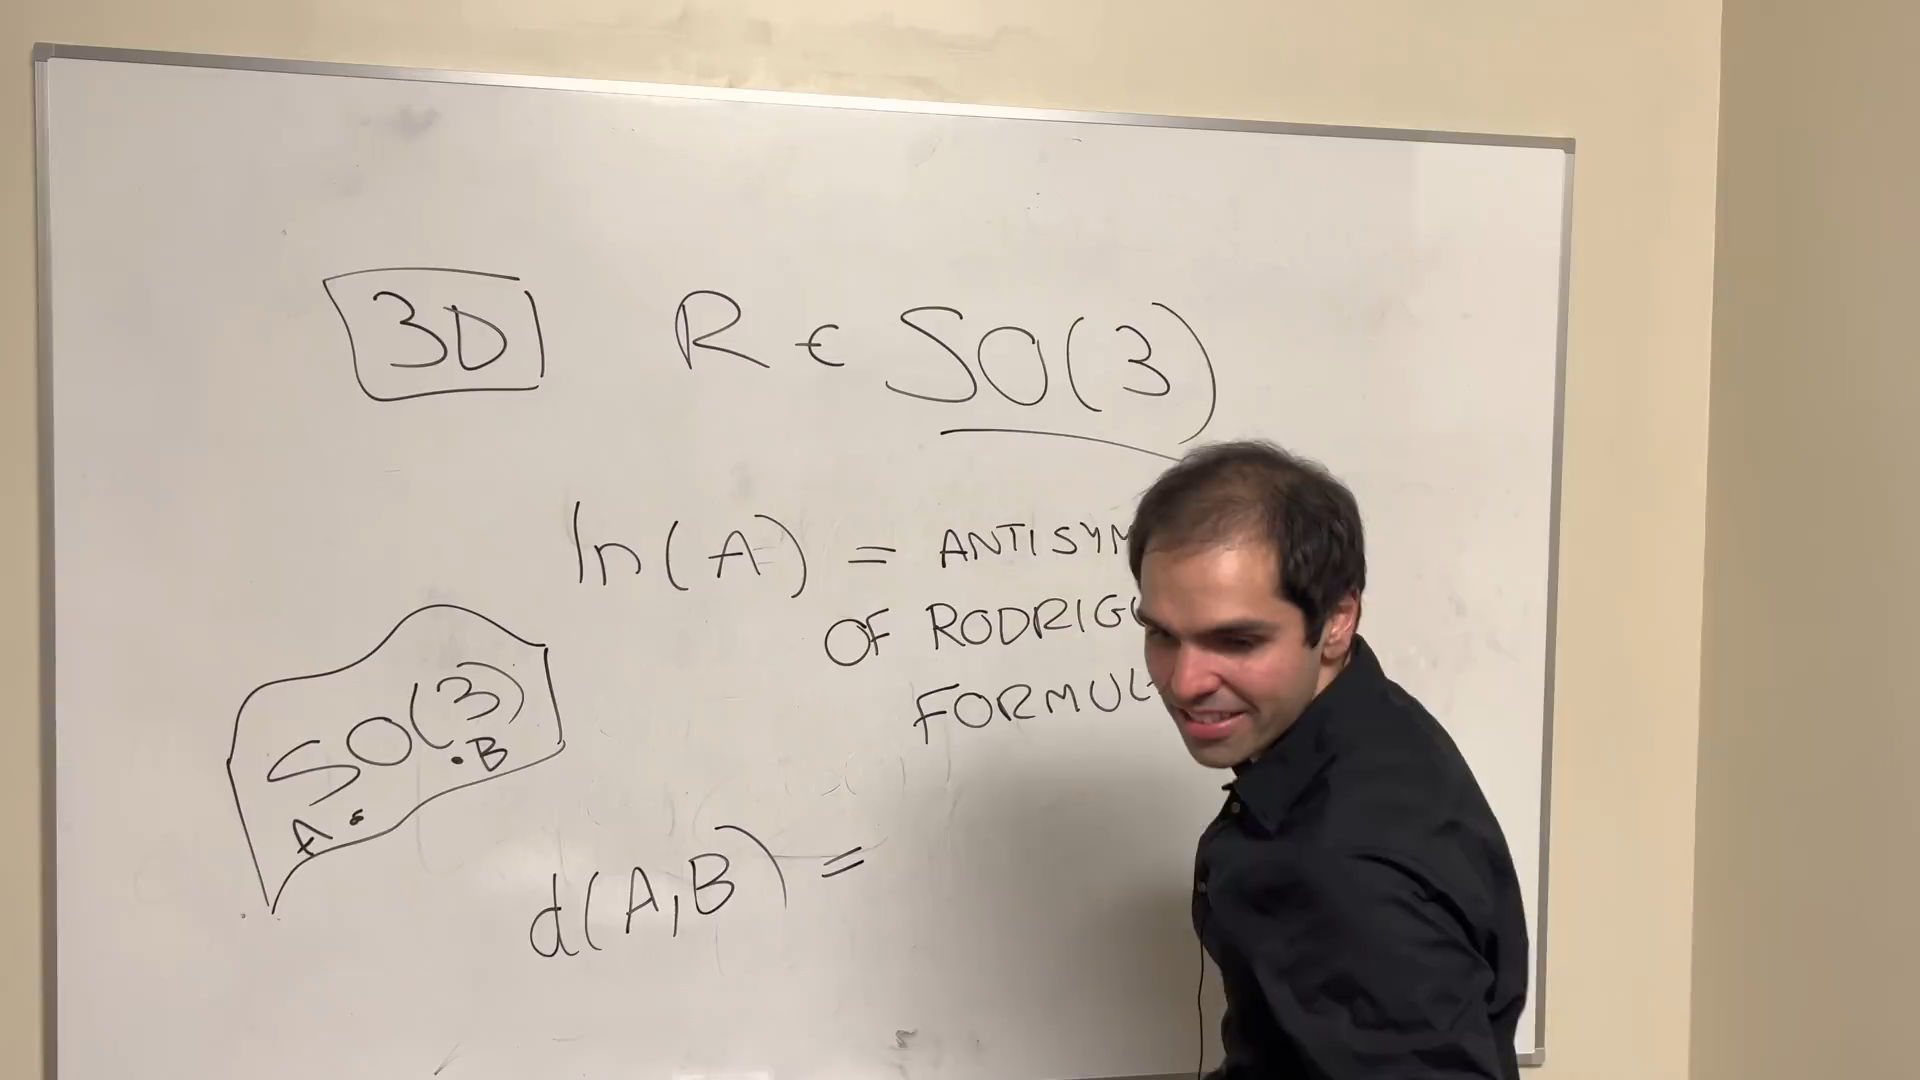 3D R ∈ SO(3)
ln(A) = ANTISYM
OF RODRIG
FORMUL
SO(3)
.B
A.
d(A,B) =